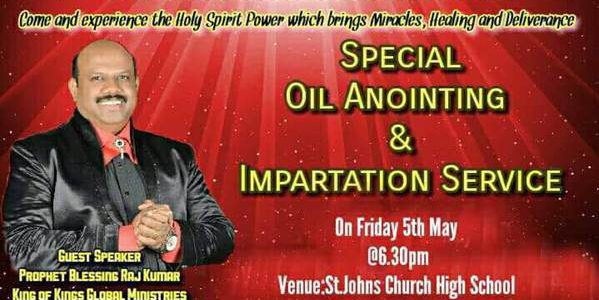 Come and experience the Holy Spirit Power which brings Miracles, Healing and Deliverance
SPECIAL
OIL ANOINTING
&
IMPARTATION SERVICE
On Friday 5th May
@6.30pm
Venue:St.Johns Church High School
GUEST SPEAKER
PROPHET BLESSING RAJ KUMAR
KING OF KINGS GLOBAL MINISTRIES